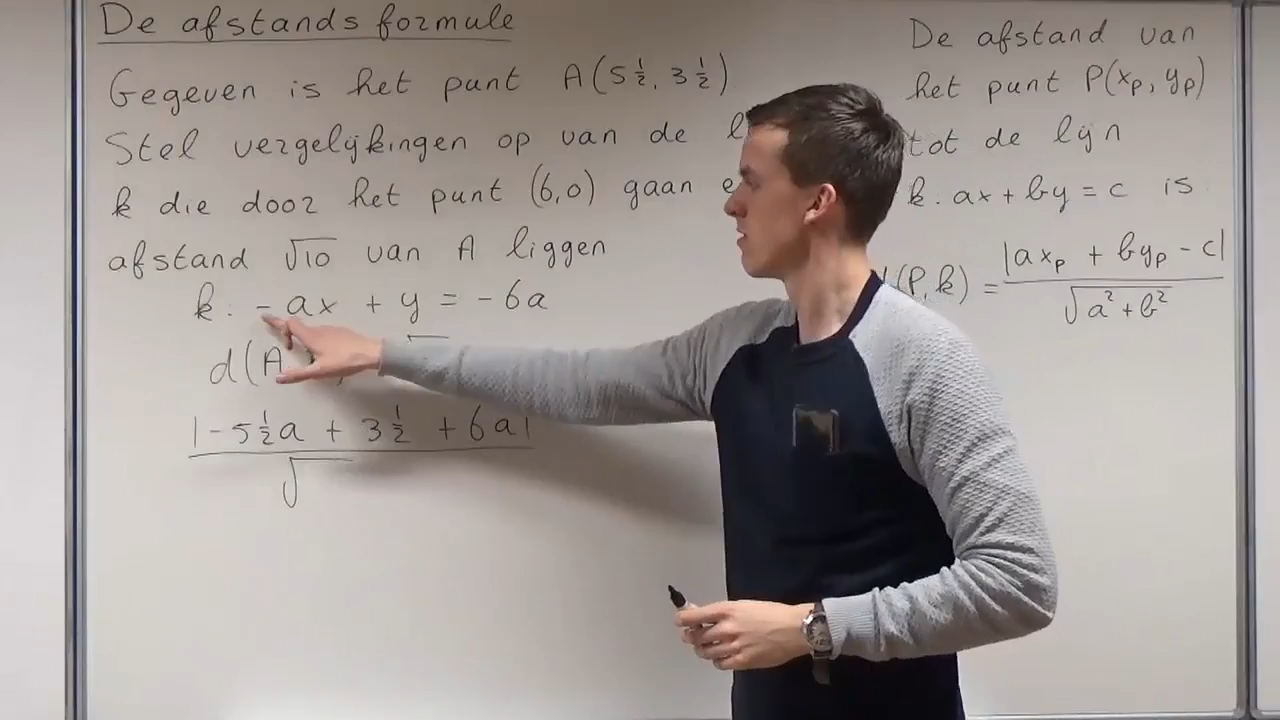 De afstands formule
Gegeven is het punt A(5½, 3½)
Stel vergelijkingen op van de
k die door het punt (6,0) gaan
afstand √10 van A liggen
k: -ax + y = -6a
d(A
|-5½a + 3½ + 6a|
√
De afstand van
het punt P(xₚ, yₚ)
tot de lijn
k: ax + by = c is
(P,k) = |axₚ + byₚ - c| / √(a² + b²)